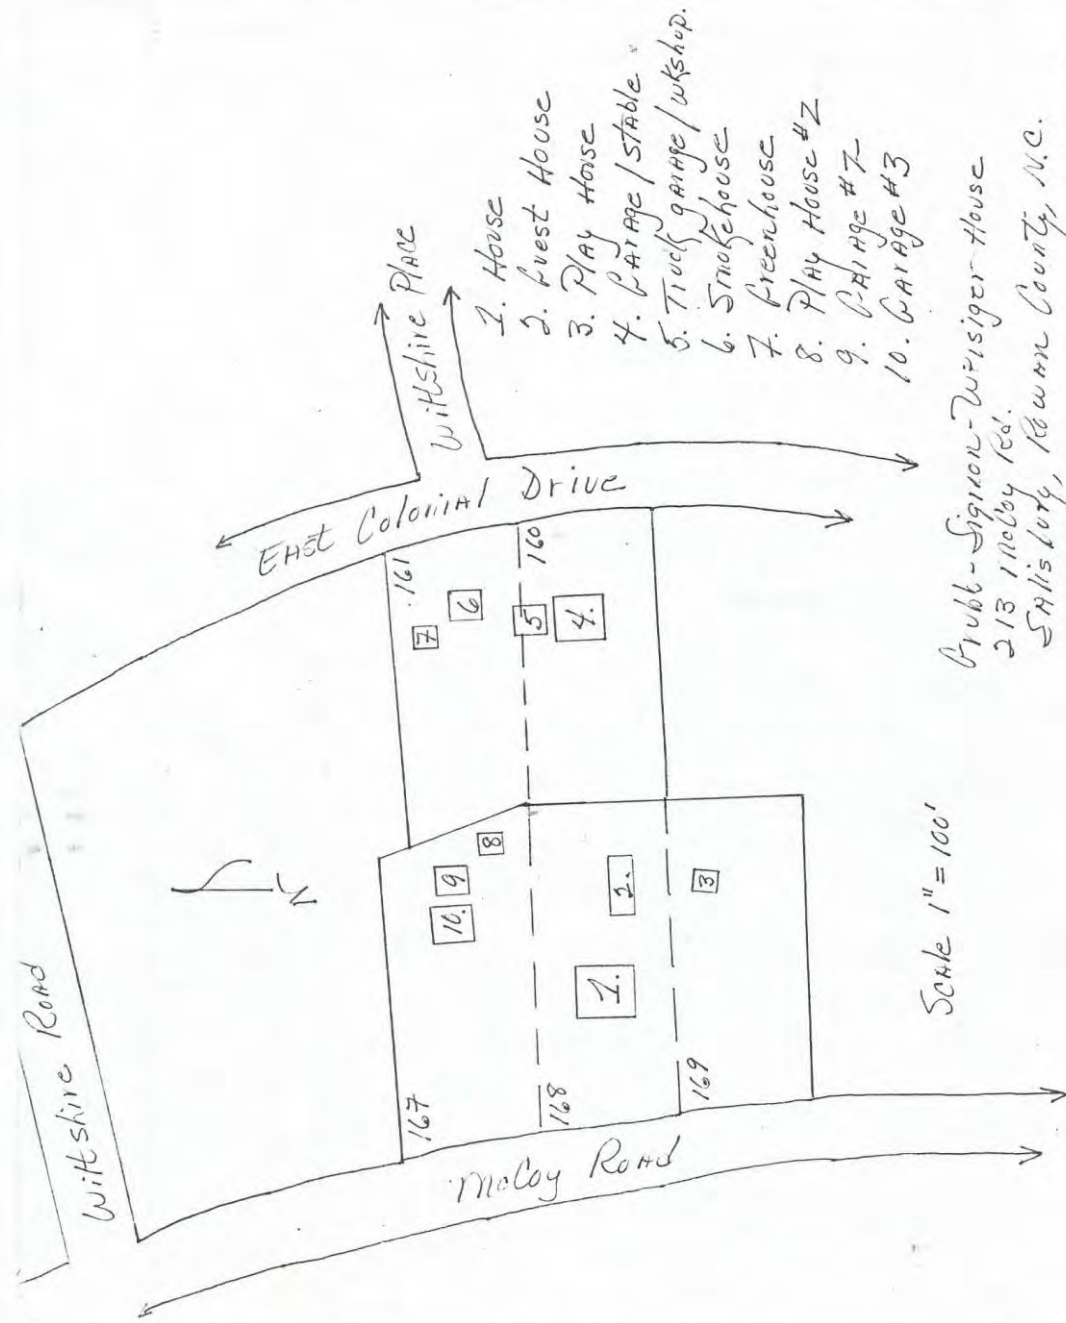 Wiltshire Road
East Colonial Drive
Wiltshire Place
McCoy Road
N
161
160
167
168
169
1.
2.
3
4.
5
6
7
8
9
10.
1. House
2. Guest House
3. Play House
4. Garage/stable
5. Truck garage/wkshop.
6. Smokehouse
7. Greenhouse
8. Play House #2
9. Garage #2
10. Garage #3
Scale 1" = 100'
Grubb-Sigmon-Weisiger House
213 McCoy Rd.
Salisbury, Rowan County, N.C.